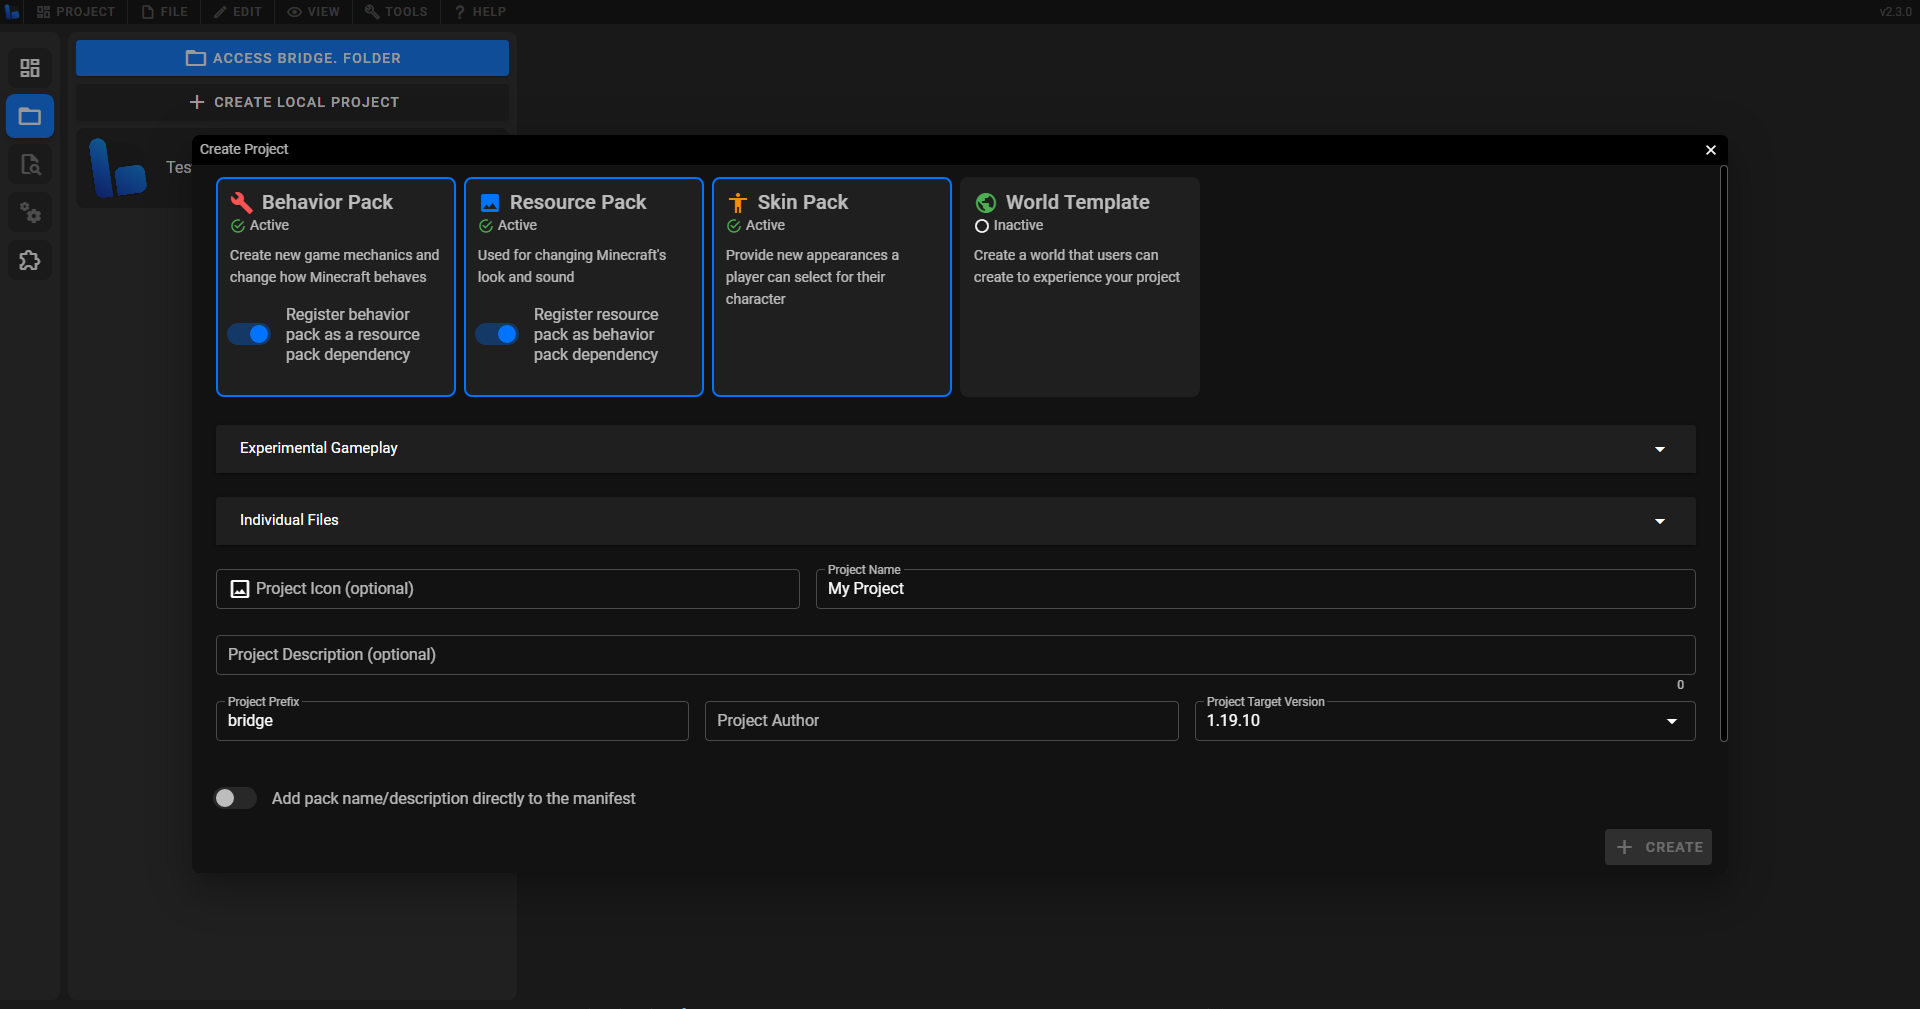 PROJECT FILE EDIT VIEW TOOLS ? HELP v2.3.0
ACCESS BRIDGE. FOLDER
CREATE LOCAL PROJECT
Tes
Create Project
Behavior Pack
Active
Create new game mechanics and
change how Minecraft behaves
Register behavior
pack as a resource
pack dependency
Resource Pack
Active
Used for changing Minecraft's
look and sound
Register resource
pack as behavior
pack dependency
Skin Pack
Active
Provide new appearances a
player can select for their
character
World Template
Inactive
Create a world that users can
create to experience your project
Experimental Gameplay
Individual Files
Project Icon (optional)
Project Name
My Project
Project Description (optional)
0
Project Prefix
bridge
Project Author
Project Target Version
1.19.10
Add pack name/description directly to the manifest
CREATE